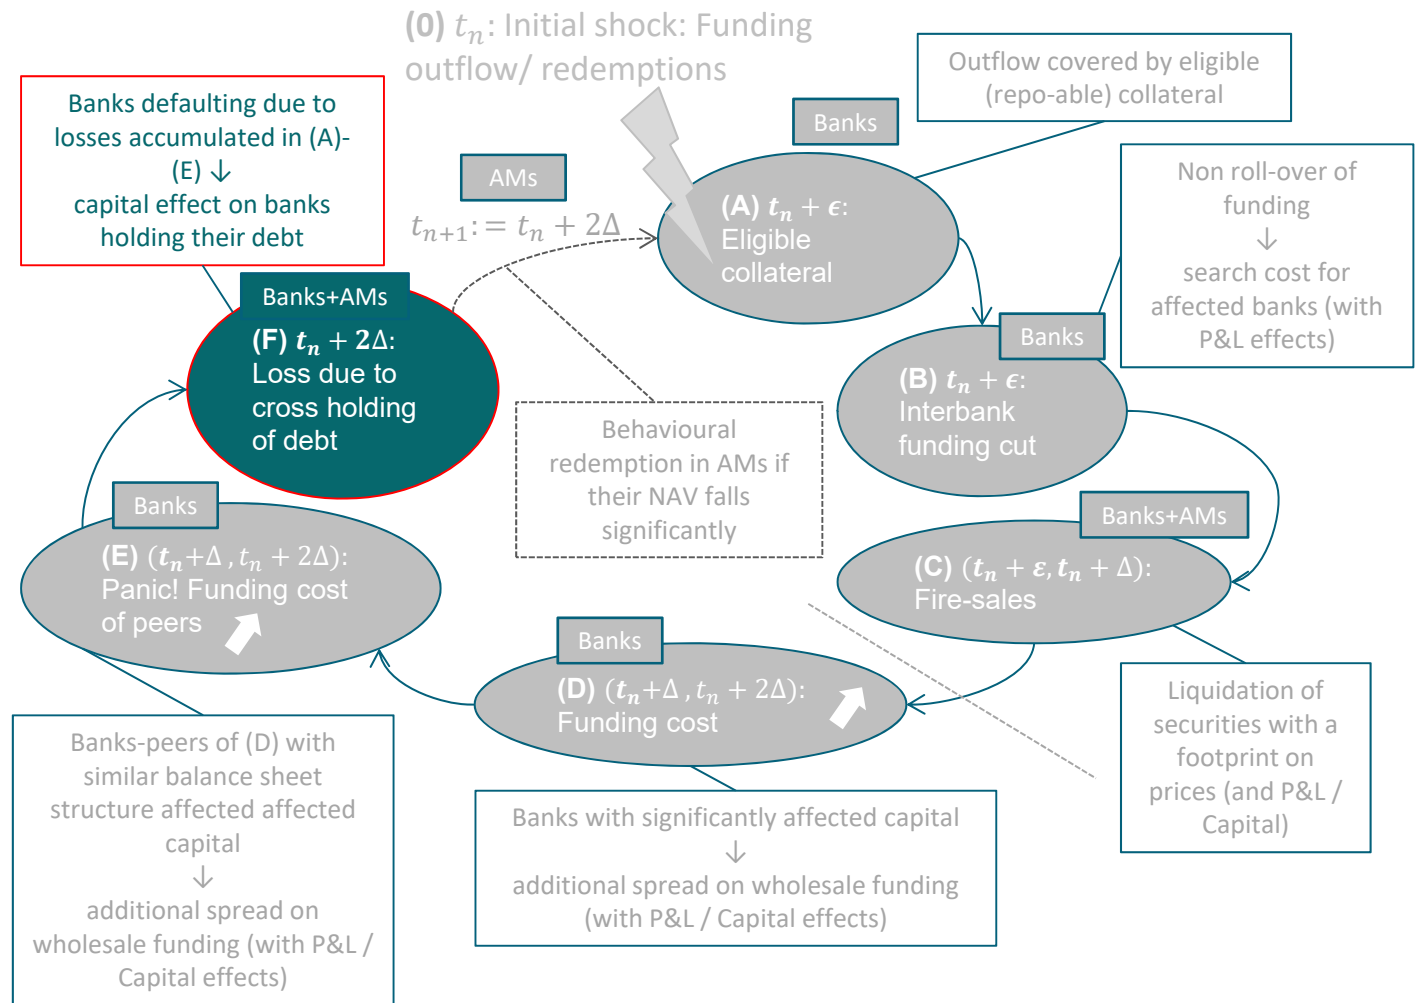 (0) tₙ: Initial shock: Funding
outflow/ redemptions
Outflow covered by eligible
(repo-able) collateral
Banks
(A) tₙ + ϵ:
Eligible
collateral
Non roll-over of
funding
↓
search cost for
affected banks (with
P&L effects)
Banks
(B) tₙ + ϵ:
Interbank
funding cut
Banks+AMs
(C) (tₙ + ε, tₙ + Δ):
Fire-sales
Liquidation of
securities with a
footprint on
prices (and P&L /
Capital)
Banks
(D) (tₙ+Δ , tₙ + 2Δ):
Funding cost
Banks with significantly affected capital
↓
additional spread on wholesale funding
(with P&L / Capital effects)
Banks
(E) (tₙ+Δ , tₙ + 2Δ):
Panic! Funding cost
of peers
Banks-peers of (D) with
similar balance sheet
structure affected affected
capital
↓
additional spread on
wholesale funding (with P&L /
Capital effects)
Banks+AMs
(F) tₙ + 2Δ:
Loss due to
cross holding
of debt
Banks defaulting due to
losses accumulated in (A)-
(E) ↓
capital effect on banks
holding their debt
AMs
tₙ₊₁: = tₙ + 2Δ
Behavioural
redemption in AMs if
their NAV falls
significantly